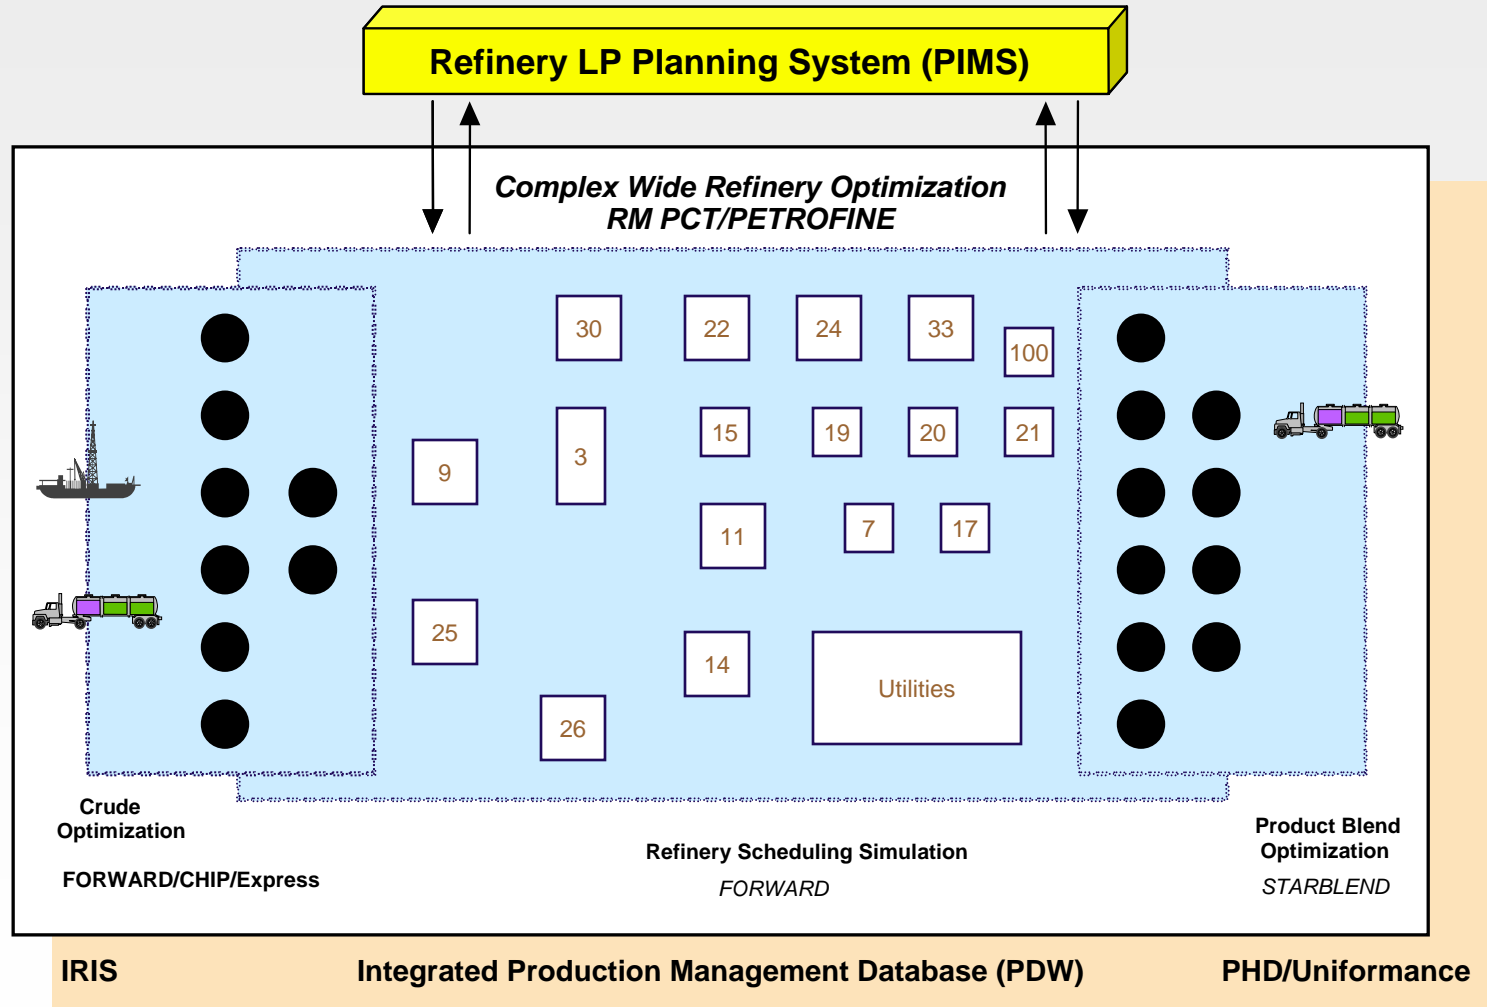 Refinery LP Planning System (PIMS)
Complex Wide Refinery Optimization
RM PCT/PETROFINE
30
22
24
33
100
15
19
20
21
9
3
11
7
17
25
14
Utilities
26
Crude
Optimization
FORWARD/CHIP/Express
Refinery Scheduling Simulation
FORWARD
Product Blend
Optimization
STARBLEND
IRIS
Integrated Production Management Database (PDW)
PHD/Uniformance